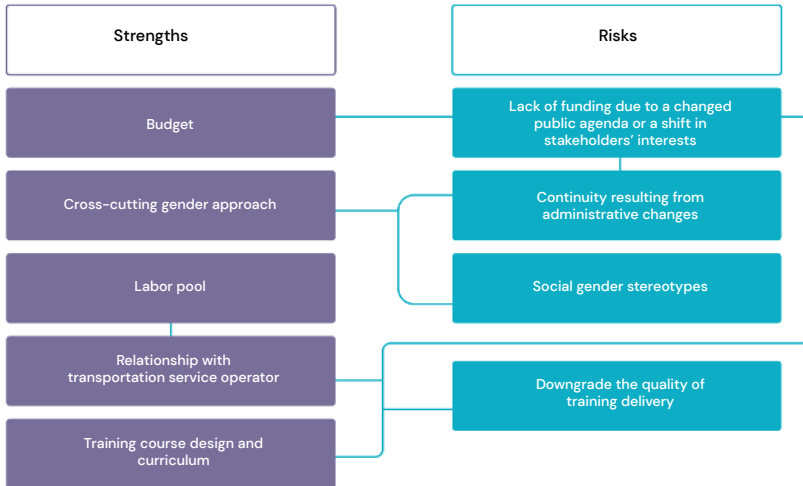 Strengths
Risks
Budget
Lack of funding due to a changed
public agenda or a shift in
stakeholders’ interests
Cross-cutting gender approach
Continuity resulting from
administrative changes
Labor pool
Social gender stereotypes
Relationship with
transportation service operator
Downgrade the quality of
training delivery
Training course design and
curriculum